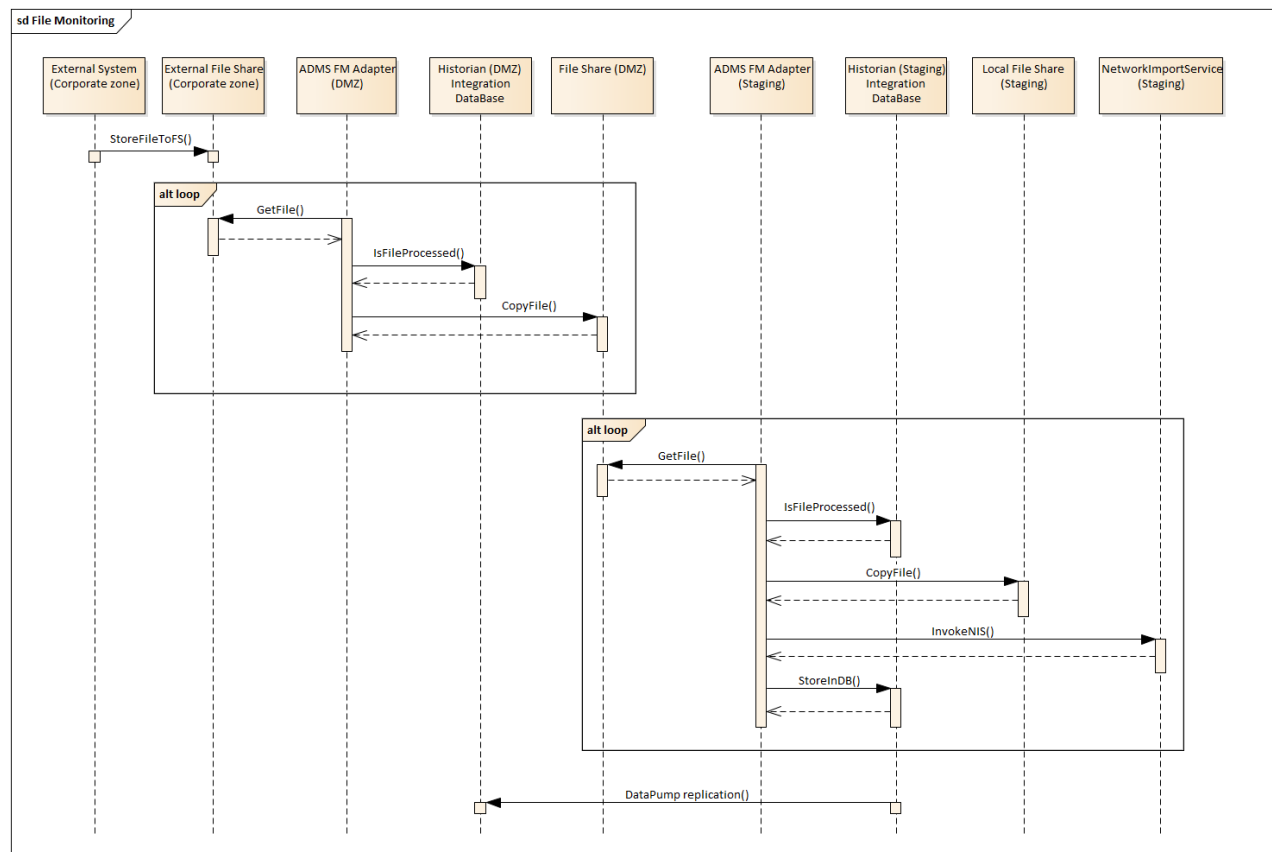 sd File Monitoring
External System
(Corporate zone)
External File Share
(Corporate zone)
ADMS FM Adapter
(DMZ)
Historian (DMZ)
Integration
DataBase
File Share (DMZ)
ADMS FM Adapter
(Staging)
Historian (Staging)
Integration
DataBase
Local File Share
(Staging)
NetworkImportService
(Staging)
StoreFileToFS()
alt loop
GetFile()
IsFileProcessed()
CopyFile()
alt loop
GetFile()
IsFileProcessed()
CopyFile()
InvokeNIS()
StoreInDB()
DataPump replication()